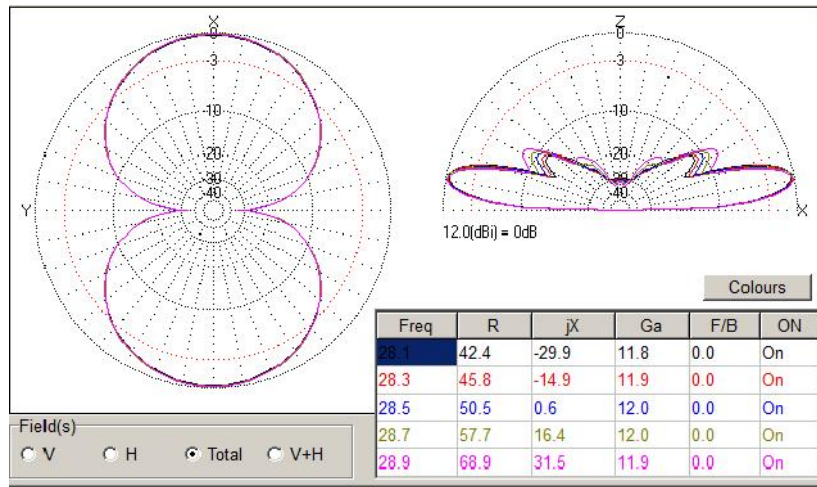 X
0
-3
-10
-20
-30
-40
Y
Z
0
-3
-10
-20
-30
-40
X
12.0(dBi) = 0dB
Colours
Freq R jX Ga F/B ON
28.1 42.4 -29.9 11.8 0.0 On
28.3 45.8 -14.9 11.9 0.0 On
28.5 50.5 0.6 12.0 0.0 On
28.7 57.7 16.4 12.0 0.0 On
28.9 68.9 31.5 11.9 0.0 On
Field(s)
V H Total V+H